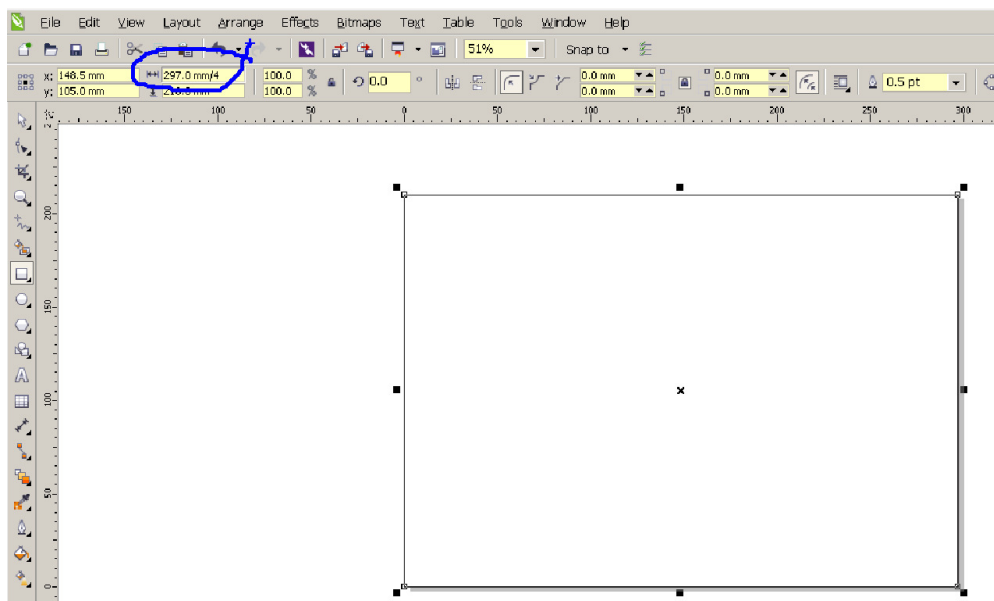 File Edit View Layout Arrange Effects Bitmaps Text Table Tools Window Help
51% Snap to
x: 148.5 mm 297.0 mm/4 100.0 % 0.0 ° 0.0 mm 0.0 mm 0.5 pt
y: 105.0 mm 100.0 % 0.0 mm 0.0 mm
150 100 50 0 50 100 150 200 250 300
200
150
100
50
0